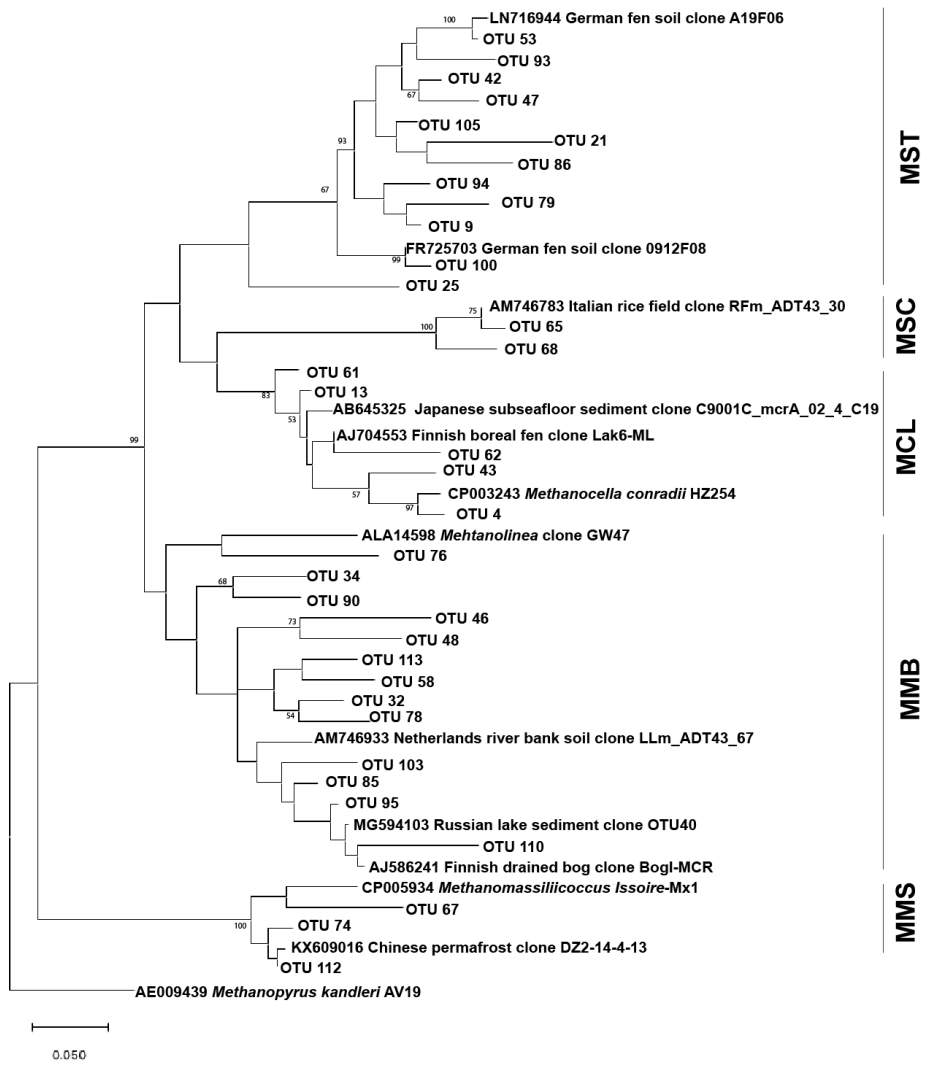 100
LN716944 German fen soil clone A19F06
OTU 53
OTU 93
OTU 42
67
OTU 47
OTU 105
93
OTU 21
OTU 86
OTU 94
67
OTU 79
OTU 9
FR725703 German fen soil clone 0912F08
99
OTU 100
OTU 25
MST
AM746783 Italian rice field clone RFm_ADT43_30
75
100
OTU 65
OTU 68
MSC
OTU 61
83
OTU 13
53
AB645325 Japanese subseafloor sediment clone C9001C_mcrA_02_4_C19
AJ704553 Finnish boreal fen clone Lak6-ML
99
OTU 62
OTU 43
57
CP003243 Methanocella conradii HZ254
97
OTU 4
MCL
ALA14598 Mehtanolinea clone GW47
OTU 76
OTU 34
68
OTU 90
OTU 46
73
OTU 48
OTU 113
OTU 58
OTU 32
54
OTU 78
AM746933 Netherlands river bank soil clone LLm_ADT43_67
OTU 103
OTU 85
OTU 95
MG594103 Russian lake sediment clone OTU40
OTU 110
AJ586241 Finnish drained bog clone BogI-MCR
MMB
CP005934 Methanomassiliicoccus Issoire-Mx1
OTU 67
100
OTU 74
KX609016 Chinese permafrost clone DZ2-14-4-13
OTU 112
MMS
AE009439 Methanopyrus kandleri AV19
0.050